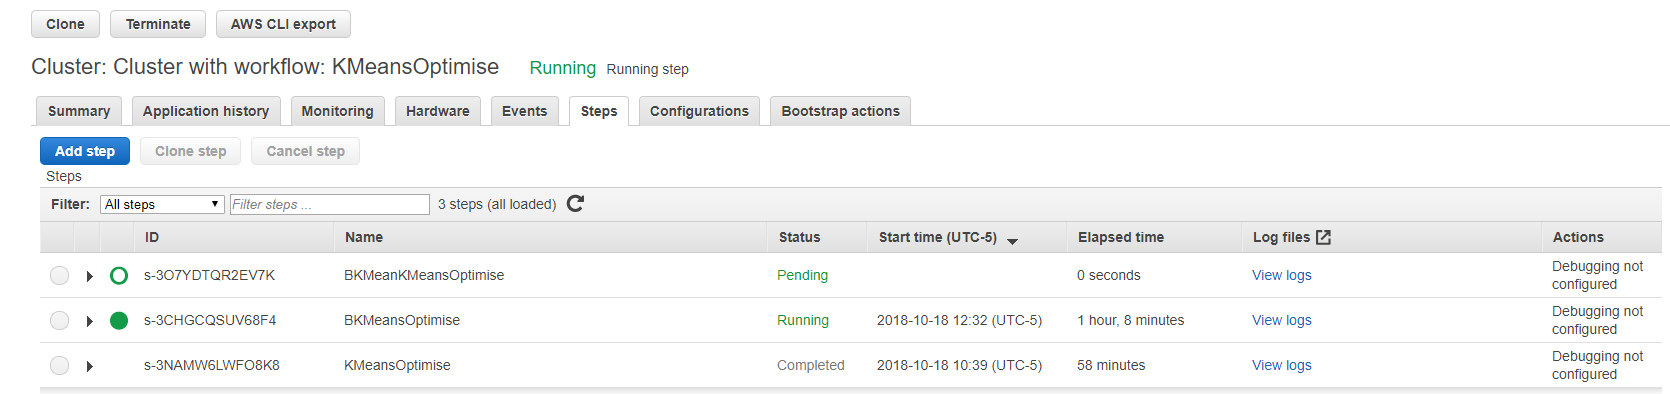 Clone Terminate AWS CLI export
Cluster: Cluster with workflow: KMeansOptimise Running Running step
Summary Application history Monitoring Hardware Events Steps Configurations Bootstrap actions
Add step Clone step Cancel step
Steps
Filter: All steps Filter steps ... 3 steps (all loaded)
ID Name Status Start time (UTC-5) Elapsed time Log files Actions
s-3O7YDTQR2EV7K BKMeanKMeansOptimise Pending 0 seconds View logs Debugging not
configured
s-3CHGCQSUV68F4 BKMeansOptimise Running 2018-10-18 12:32 (UTC-5) 1 hour, 8 minutes View logs Debugging not
configured
s-3NAMW6LWFO8K8 KMeansOptimise Completed 2018-10-18 10:39 (UTC-5) 58 minutes View logs Debugging not
configured